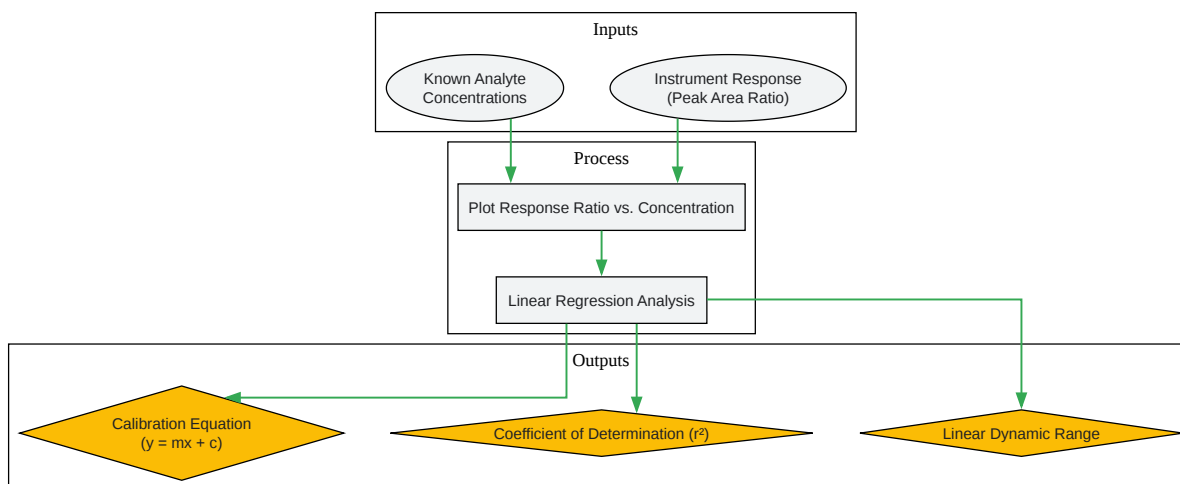 Inputs
Known Analyte
Concentrations
Instrument Response
(Peak Area Ratio)
Process
Plot Response Ratio vs. Concentration
Linear Regression Analysis
Outputs
Calibration Equation
(y = mx + c)
Coefficient of Determination (r²)
Linear Dynamic Range